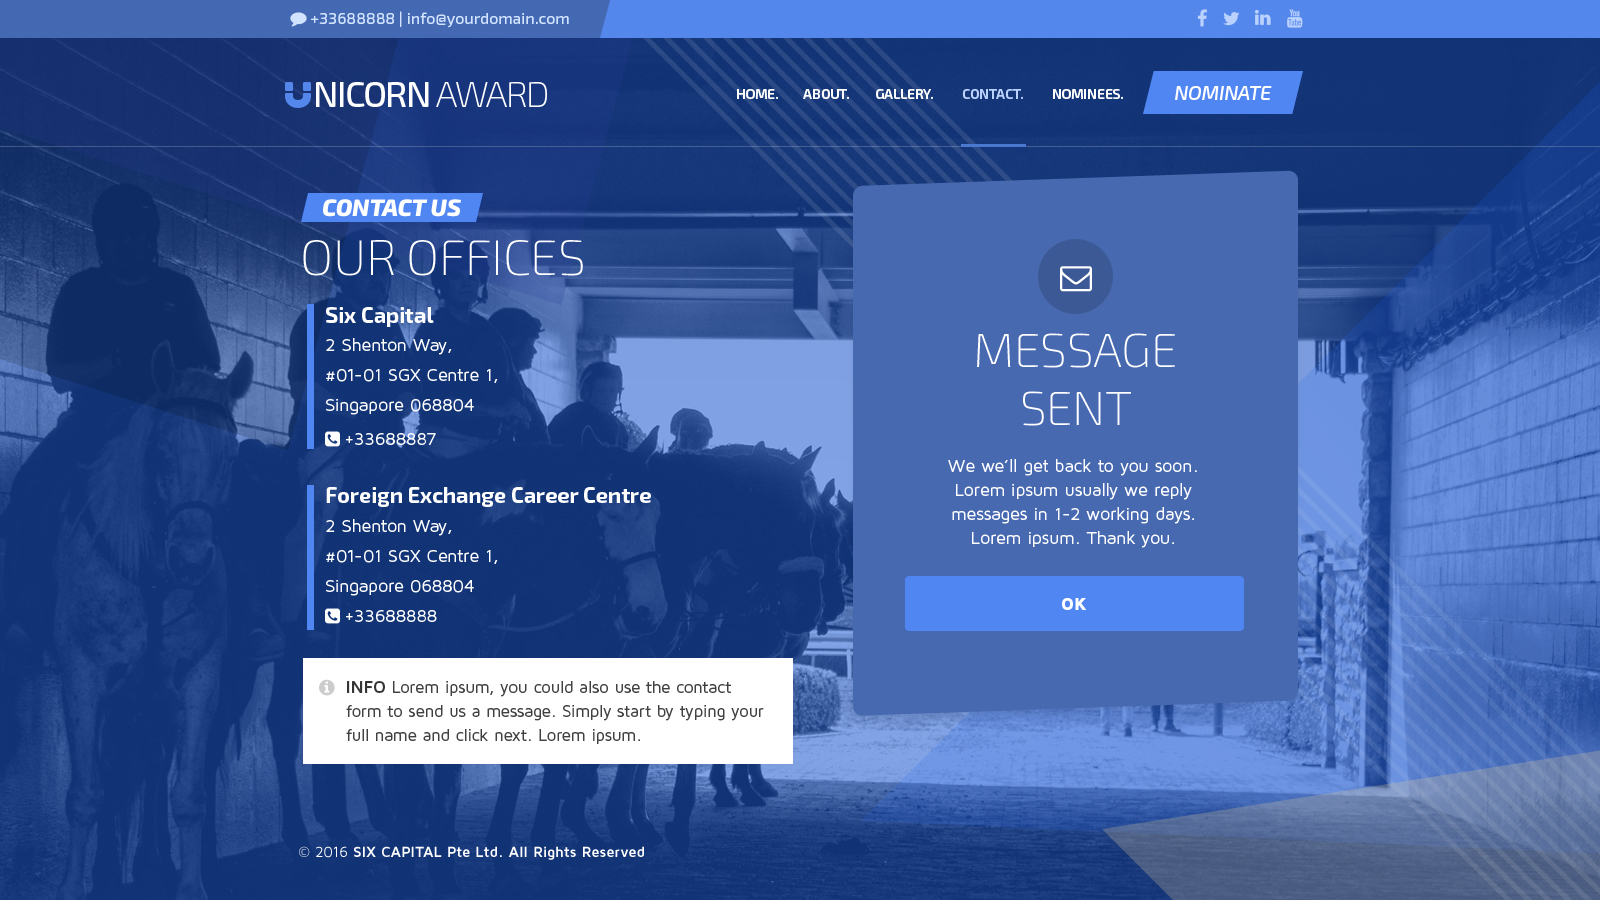 +33688888 | info@yourdomain.com
You Tube
UNICORN AWARD
HOME. ABOUT. GALLERY. CONTACT. NOMINEES. NOMINATE
CONTACT US
OUR OFFICES
Six Capital
2 Shenton Way,
#01-01 SGX Centre 1,
Singapore 068804
+33688887
Foreign Exchange Career Centre
2 Shenton Way,
#01-01 SGX Centre 1,
Singapore 068804
+33688888
INFO Lorem ipsum, you could also use the contact
form to send us a message. Simply start by typing your
full name and click next. Lorem ipsum.
MESSAGE
SENT
We we’ll get back to you soon.
Lorem ipsum usually we reply
messages in 1-2 working days.
Lorem ipsum. Thank you.
OK
© 2016 SIX CAPITAL Pte Ltd. All Rights Reserved